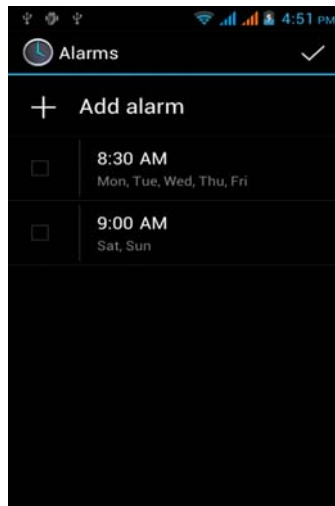 4:51 PM
Alarms
Add alarm
8:30 AM
Mon, Tue, Wed, Thu, Fri
9:00 AM
Sat, Sun